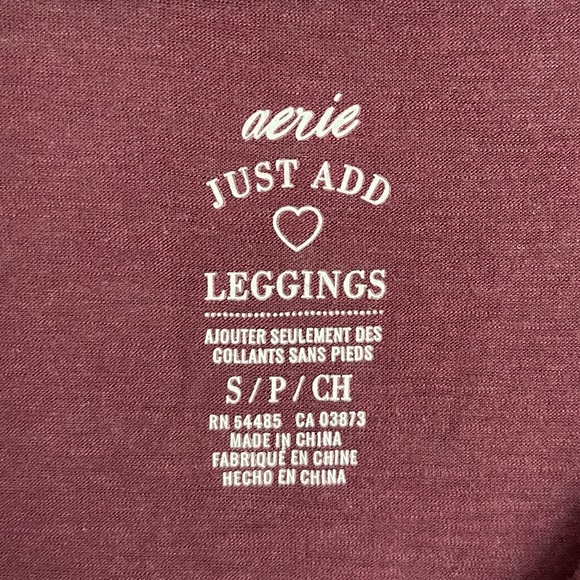 aerie
JUST ADD
LEGGINGS
AJOUTER SEULEMENT DES
COLLANTS SANS PIEDS
S / P / CH
RN 54485 CA 03873
MADE IN CHINA
FABRIQUÉ EN CHINE
HECHO EN CHINA